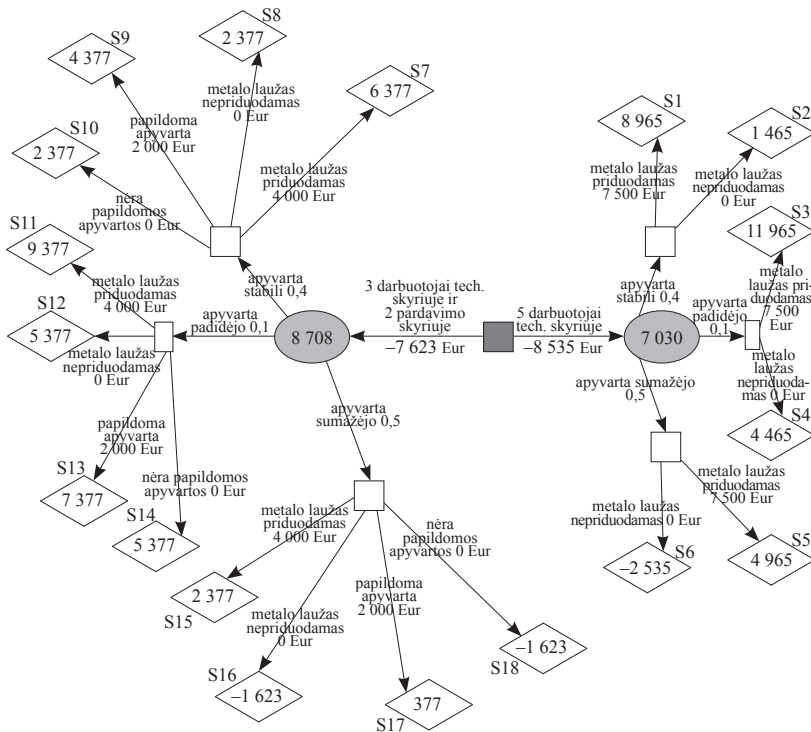 S9
4 377
S8
2 377
S7
6 377
S10
2 377
S11
9 377
S12
5 377
S13
7 377
S14
5 377
papildoma
apyvarta
2 000 Eur
metalo laužas
nepriduodamas
0 Eur
metalo laužas
priduodamas
4 000 Eur
nėra
papildomos
apyvartos 0 Eur
metalo laužas
priduodamas
4 000 Eur
metalo laužas
nepriduodamas
0 Eur
papildoma
apyvarta
2 000 Eur
nėra papildomos
apyvartos 0 Eur
apyvarta
stabili 0,4
apyvarta
padidėjo 0,1
8 708
apyvarta
sumažėjo 0,5
3 darbuotojai tech.
skyriuje ir
2 pardavimo
skyriuje
–7 623 Eur
5 darbuotojai
tech. skyriuje
–8 535 Eur
metalo laužas
priduodamas
4 000 Eur
metalo laužas
nepriduodamas
0 Eur
papildoma
apyvarta
2 000 Eur
nėra
papildomos
apyvartos 0 Eur
S15
2 377
S16
–1 623
S17
377
S18
–1 623
7 030
apyvarta
stabili 0,4
apyvarta
padidėjo
0,1
apyvarta sumažėjo
0,5
S1
8 965
S2
1 465
S3
11 965
S4
4 465
S5
4 965
S6
–2 535
metalo laužas
priduodamas
7 500 Eur
metalo laužas
nepriduodamas
0 Eur
metalo
laužas pri-
duodamas
7 500
Eur
metalo
laužas
nepriduoda-
mas 0 Eur
metalo laužas
priduodamas
7 500 Eur
metalo laužas
nepriduodamas 0 Eur